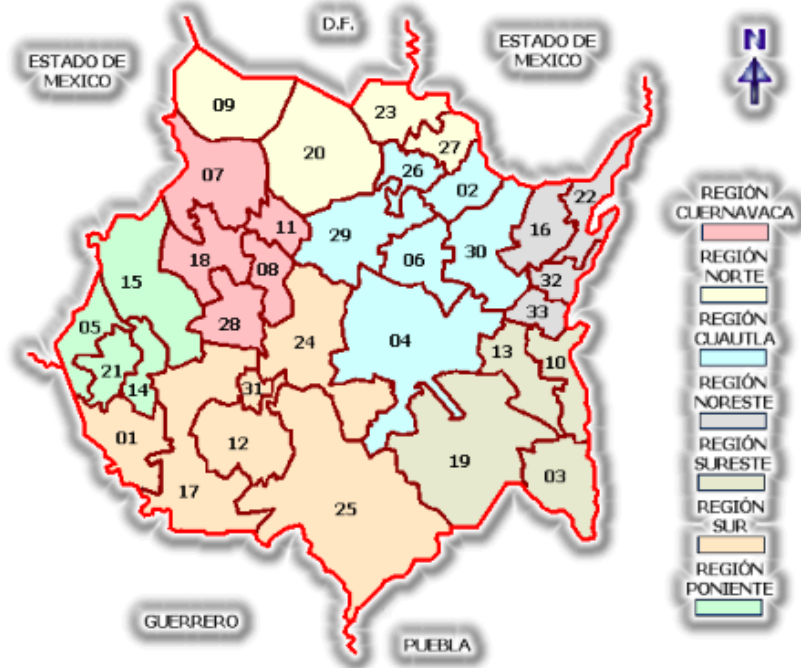 D.F.
ESTADO DE
MEXICO
ESTADO DE
MEXICO
N
09
23
20
27
26
07
02
22
11
16
29
18
15
06
30
08
32
05
28
33
24
04
13
10
21
14
31
01
12
19
03
17
25
GUERRERO
PUEBLA
REGIÓN
CUERNAVACA
REGIÓN
NORTE
REGIÓN
CUAUTLA
REGIÓN
NORESTE
REGIÓN
SURESTE
REGIÓN
SUR
REGIÓN
PONIENTE